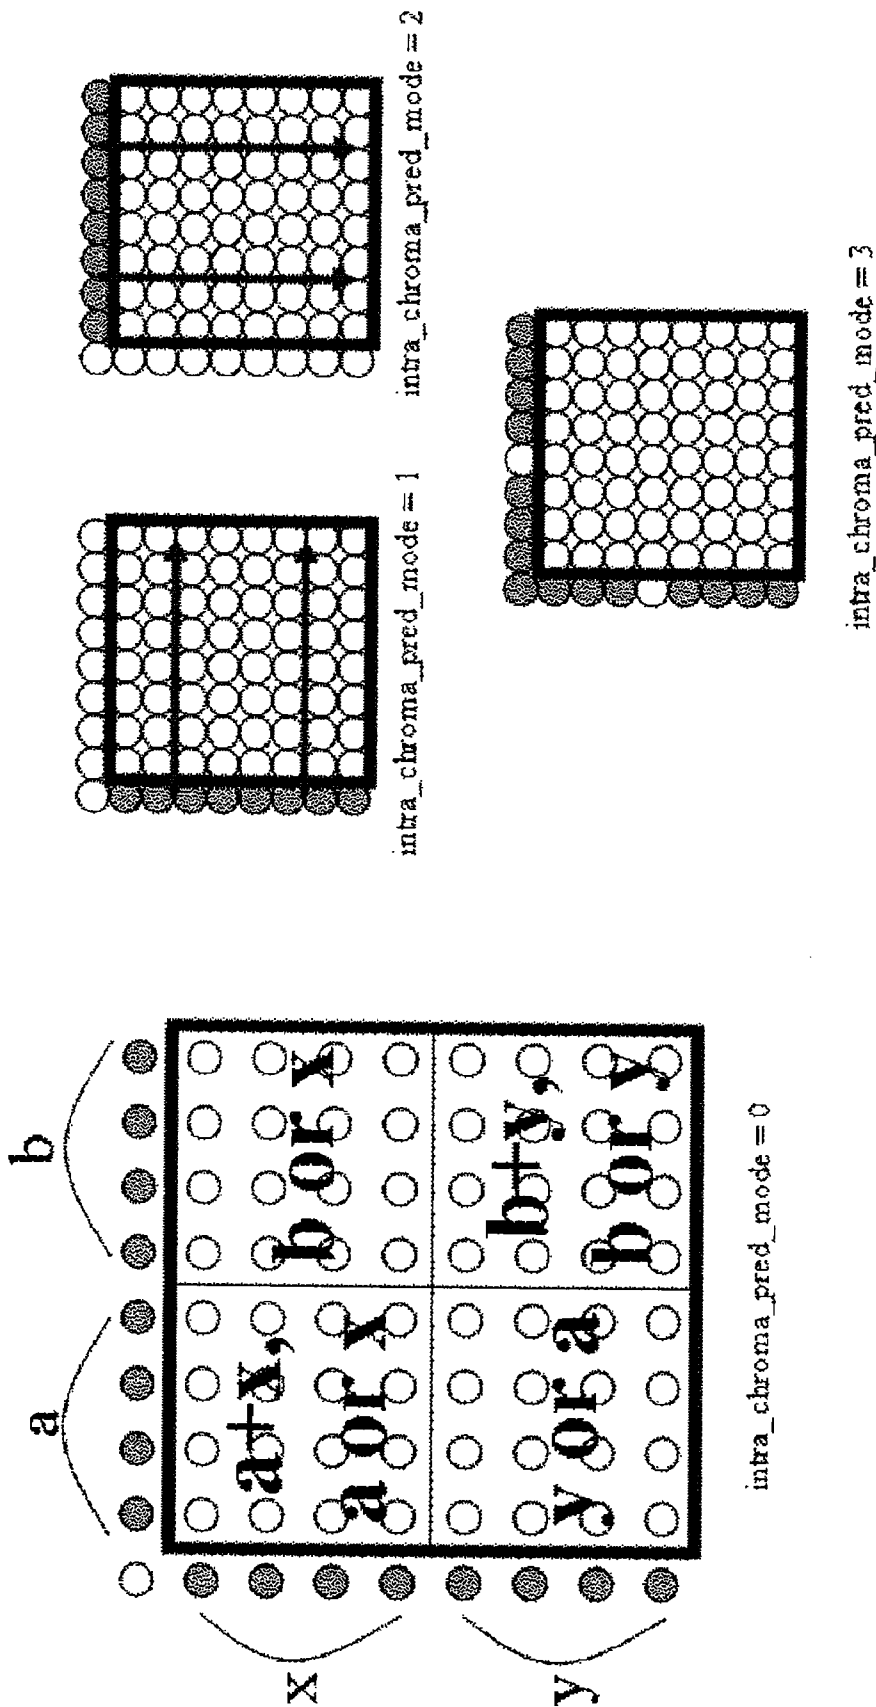 a
b
x
y
a+x,
a or x
b or x
y or a
b+y,
b or y
intra_chroma_pred_mode = 0
intra_chroma_pred_mode = 1
intra_chroma_pred_mode = 2
intra_chroma_pred_mode = 3